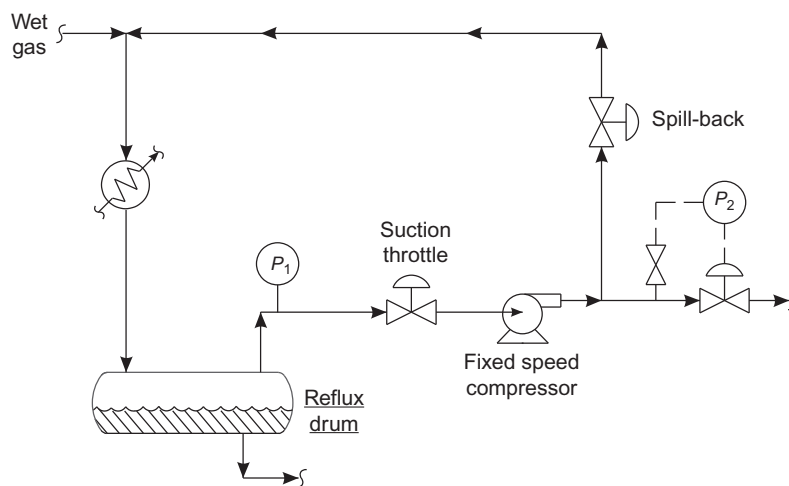 Wet
gas
Spill-back
P2
Suction
throttle
P1
Fixed speed
compressor
Reflux
drum